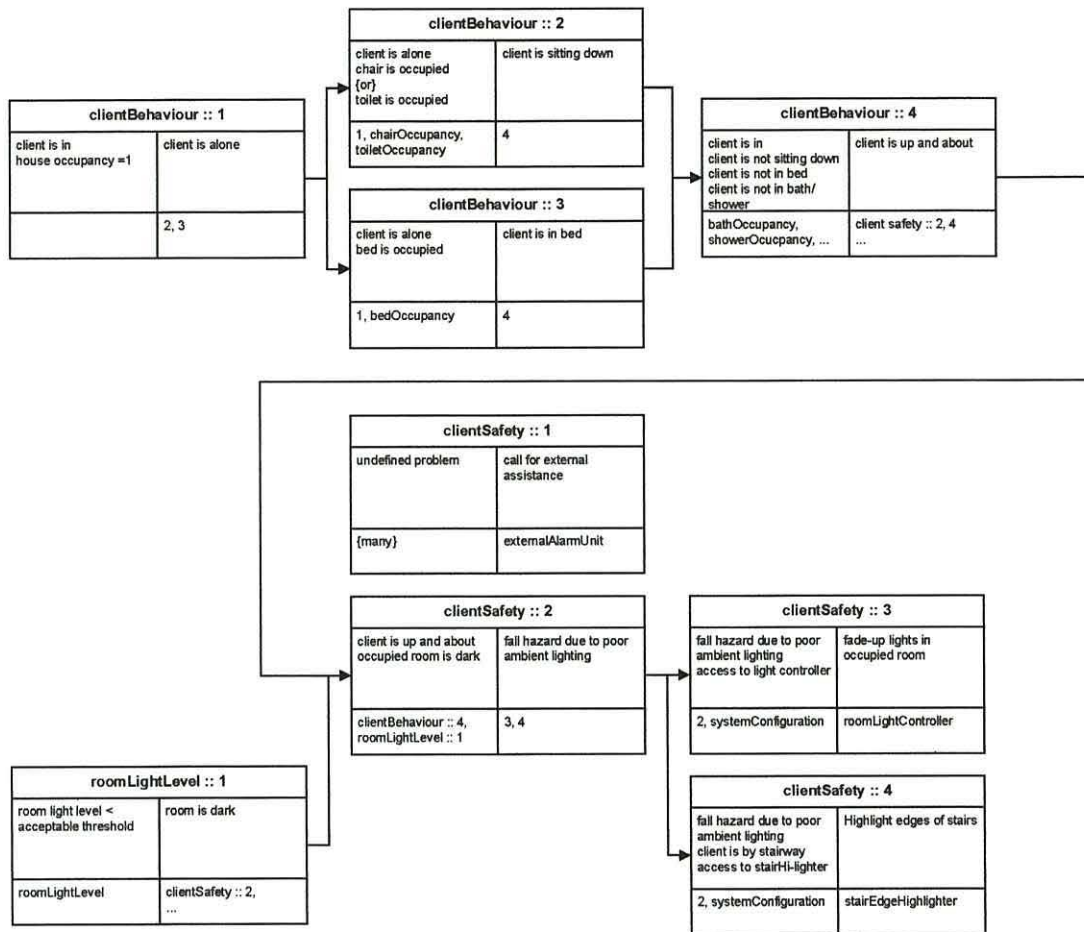 clientBehaviour :: 1
client is in
house occupancy =1
client is alone
2, 3
clientBehaviour :: 2
client is alone
chair is occupied
{or}
toilet is occupied
client is sitting down
1, chairOccupancy,
toiletOccupancy
4
clientBehaviour :: 3
client is alone
bed is occupied
client is in bed
1, bedOccupancy
4
clientBehaviour :: 4
client is in
client is not sitting down
client is not in bed
client is not in bath/
shower
client is up and about
bathOccupancy,
showerOcucpancy, ...
client safety :: 2, 4
...
clientSafety :: 1
undefined problem
call for external
assistance
{many}
externalAlarmUnit
clientSafety :: 2
client is up and about
occupied room is dark
fall hazard due to poor
ambient lighting
clientBehaviour :: 4,
roomLightLevel :: 1
3, 4
clientSafety :: 3
fall hazard due to poor
ambient lighting
access to light controller
fade-up lights in
occupied room
2, systemConfiguration
roomLightController
roomLightLevel :: 1
room light level <
acceptable threshold
room is dark
roomLightLevel
clientSafety :: 2,
...
clientSafety :: 4
fall hazard due to poor
ambient lighting
client is by stairway
access to stairHi-lighter
Highlight edges of stairs
2, systemConfiguration
stairEdgeHighlighter